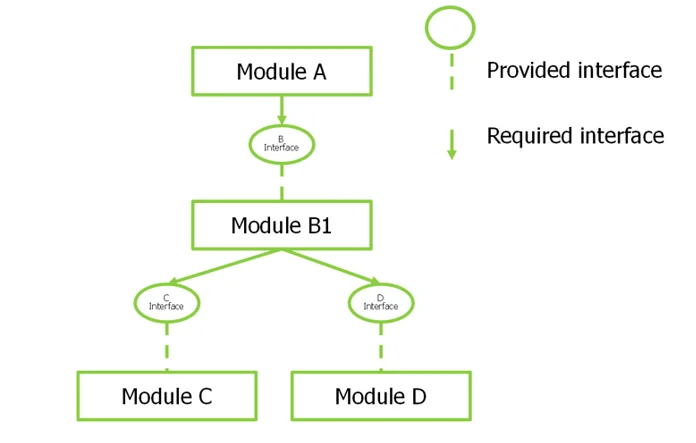 Module A
Provided interface
Required interface
B
Interface
Module B1
C
Interface
D
Interface
Module C
Module D